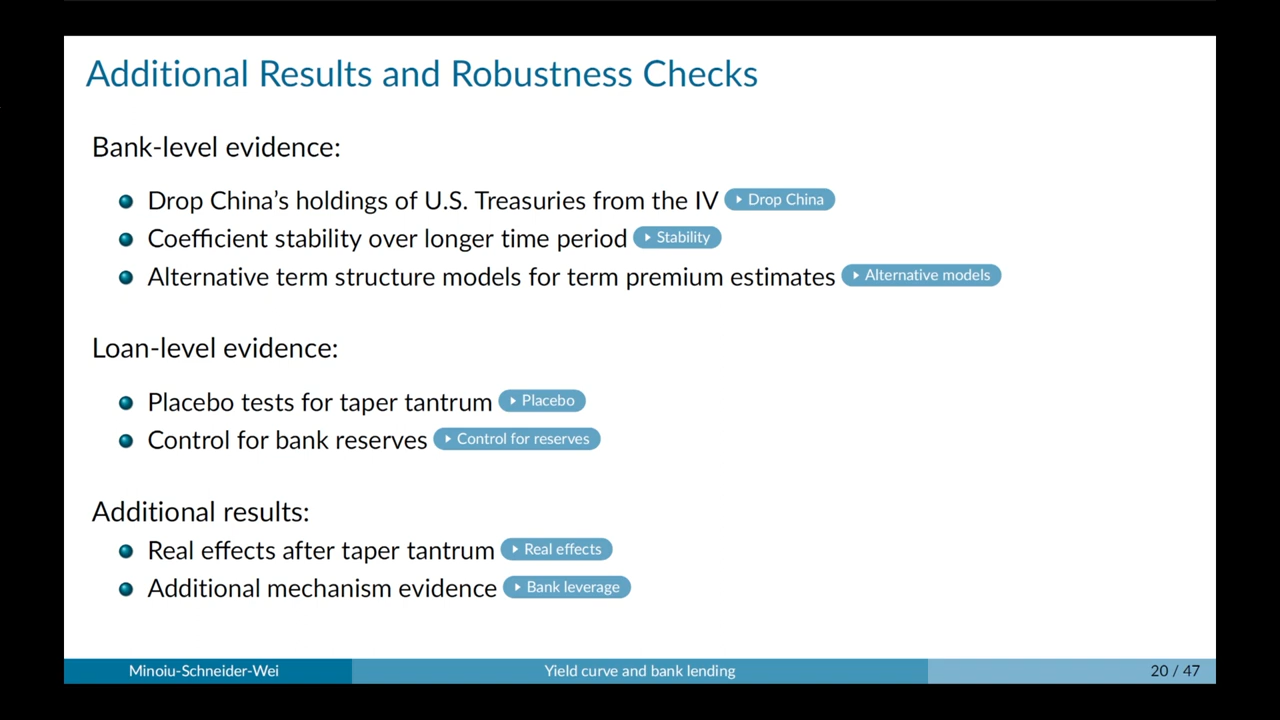 Additional Results and Robustness Checks
Bank-level evidence:
Drop China's holdings of U.S. Treasuries from the IV Drop China
Coefficient stability over longer time period Stability
Alternative term structure models for term premium estimates Alternative models
Loan-level evidence:
Placebo tests for taper tantrum Placebo
Control for bank reserves Control for reserves
Additional results:
Real effects after taper tantrum Real effects
Additional mechanism evidence Bank leverage
Minoiu-Schneider-Wei Yield curve and bank lending 20 / 47